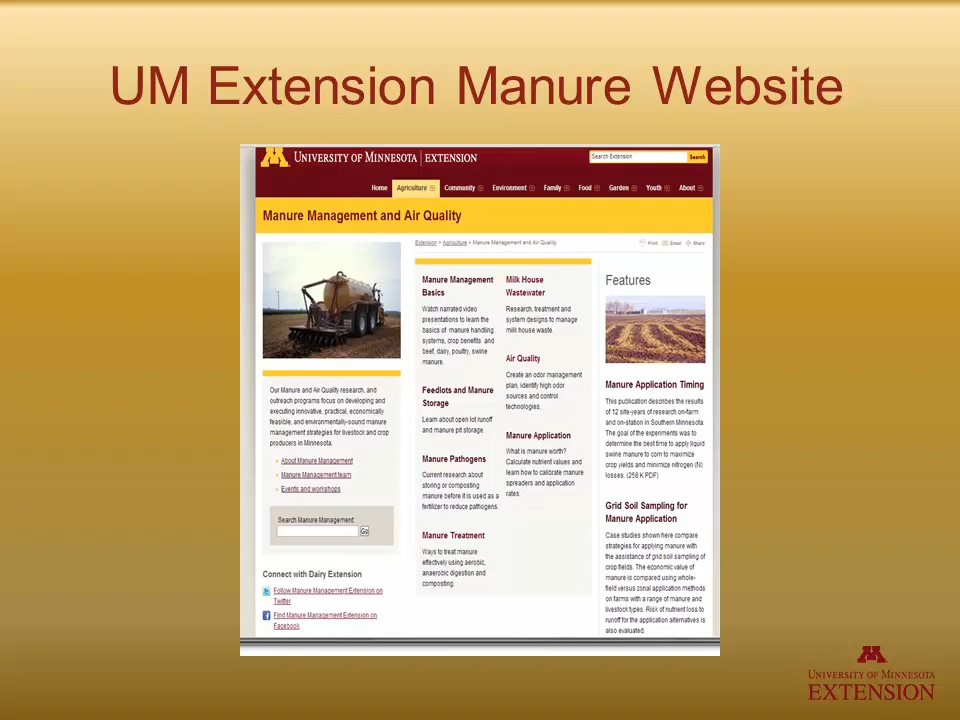 UM Extension Manure Website
UNIVERSITY OF MINNESOTA | EXTENSION
Search Extension
Search
Home
Agriculture
Community
Environment
Family
Food
Garden
Youth
About
Manure Management and Air Quality
Extension > Agriculture > Manure Management and Air Quality
Print
Email
Share
Our Manure and Air Quality research, and
outreach programs focus on developing and
executing innovative, practical, economically
feasible, and environmentally-sound manure
management strategies for livestock and crop
producers in Minnesota.
About Manure Management
Manure Management team
Events and workshops
Search Manure Management:
Go
Connect with Dairy Extension
Follow Manure Management Extension on
Twitter
Find Manure Management Extension on
Facebook
Manure Management
Basics
Watch narrated video
presentations to learn the
basics of manure handling
systems, crop benefits and
beef, dairy, poultry, swine
manure.
Feedlots and Manure
Storage
Learn about open lot runoff
and manure pit storage.
Manure Pathogens
Current research about
storing or composting
manure before it is used as a
fertilizer to reduce pathogens.
Manure Treatment
Ways to treat manure
effectively using aerobic,
anaerobic digestion and
composting.
Milk House
Wastewater
Research, treatment and
system designs to manage
milk house waste.
Air Quality
Create an odor management
plan, identify high odor
sources and control
technologies.
Manure Application
What is manure worth?
Calculate nutrient values and
learn how to calibrate manure
spreaders and application
rates.
Features
Manure Application Timing
This publication describes the results
of 12 site-years of research on-farm
and on-station in Southern Minnesota.
The goal of the experiments was to
determine the best time to apply liquid
swine manure to corn to maximize
crop yields and minimize nitrogen (N)
losses. (258 K PDF)
Grid Soil Sampling for
Manure Application
Case studies shown here compare
strategies for applying manure with
the assistance of grid soil sampling of
crop fields. The economic value of
manure is compared using whole-
field versus zonal application methods
on farms with a range of manure and
livestock types. Risk of nutrient loss to
runoff for the application alternatives is
also evaluated.
UNIVERSITY OF MINNESOTA
EXTENSION